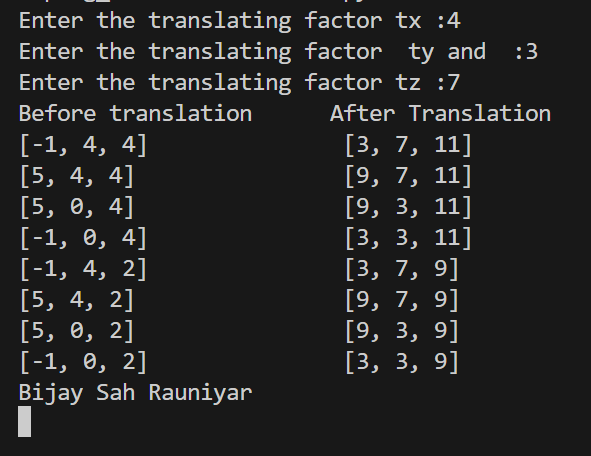 Enter the translating factor tx :4
Enter the translating factor  ty and  :3
Enter the translating factor tz :7
Before translation      After Translation
[-1, 4, 4]               [3, 7, 11]
[5, 4, 4]                [9, 7, 11]
[5, 0, 4]                [9, 3, 11]
[-1, 0, 4]               [3, 3, 11]
[-1, 4, 2]               [3, 7, 9]
[5, 4, 2]                [9, 7, 9]
[5, 0, 2]                [9, 3, 9]
[-1, 0, 2]               [3, 3, 9]
Bijay Sah Rauniyar